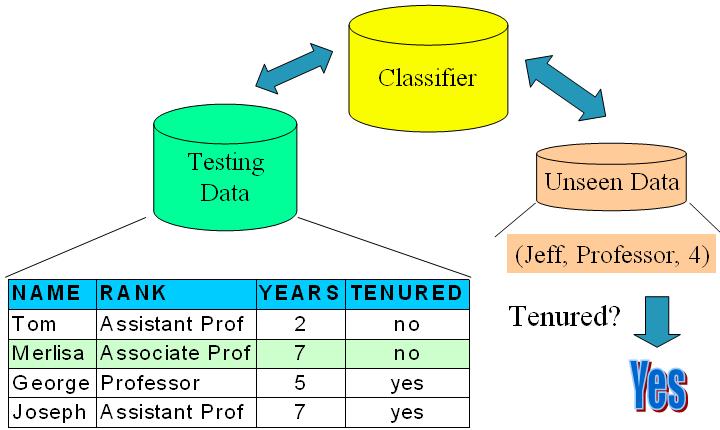 Classifier
Testing
Data
Unseen Data
(Jeff, Professor, 4)
NAME RANK YEARS TENURED
Tom Assistant Prof 2 no
Merlisa Associate Prof 7 no
George Professor 5 yes
Joseph Assistant Prof 7 yes
Tenured?
Yes